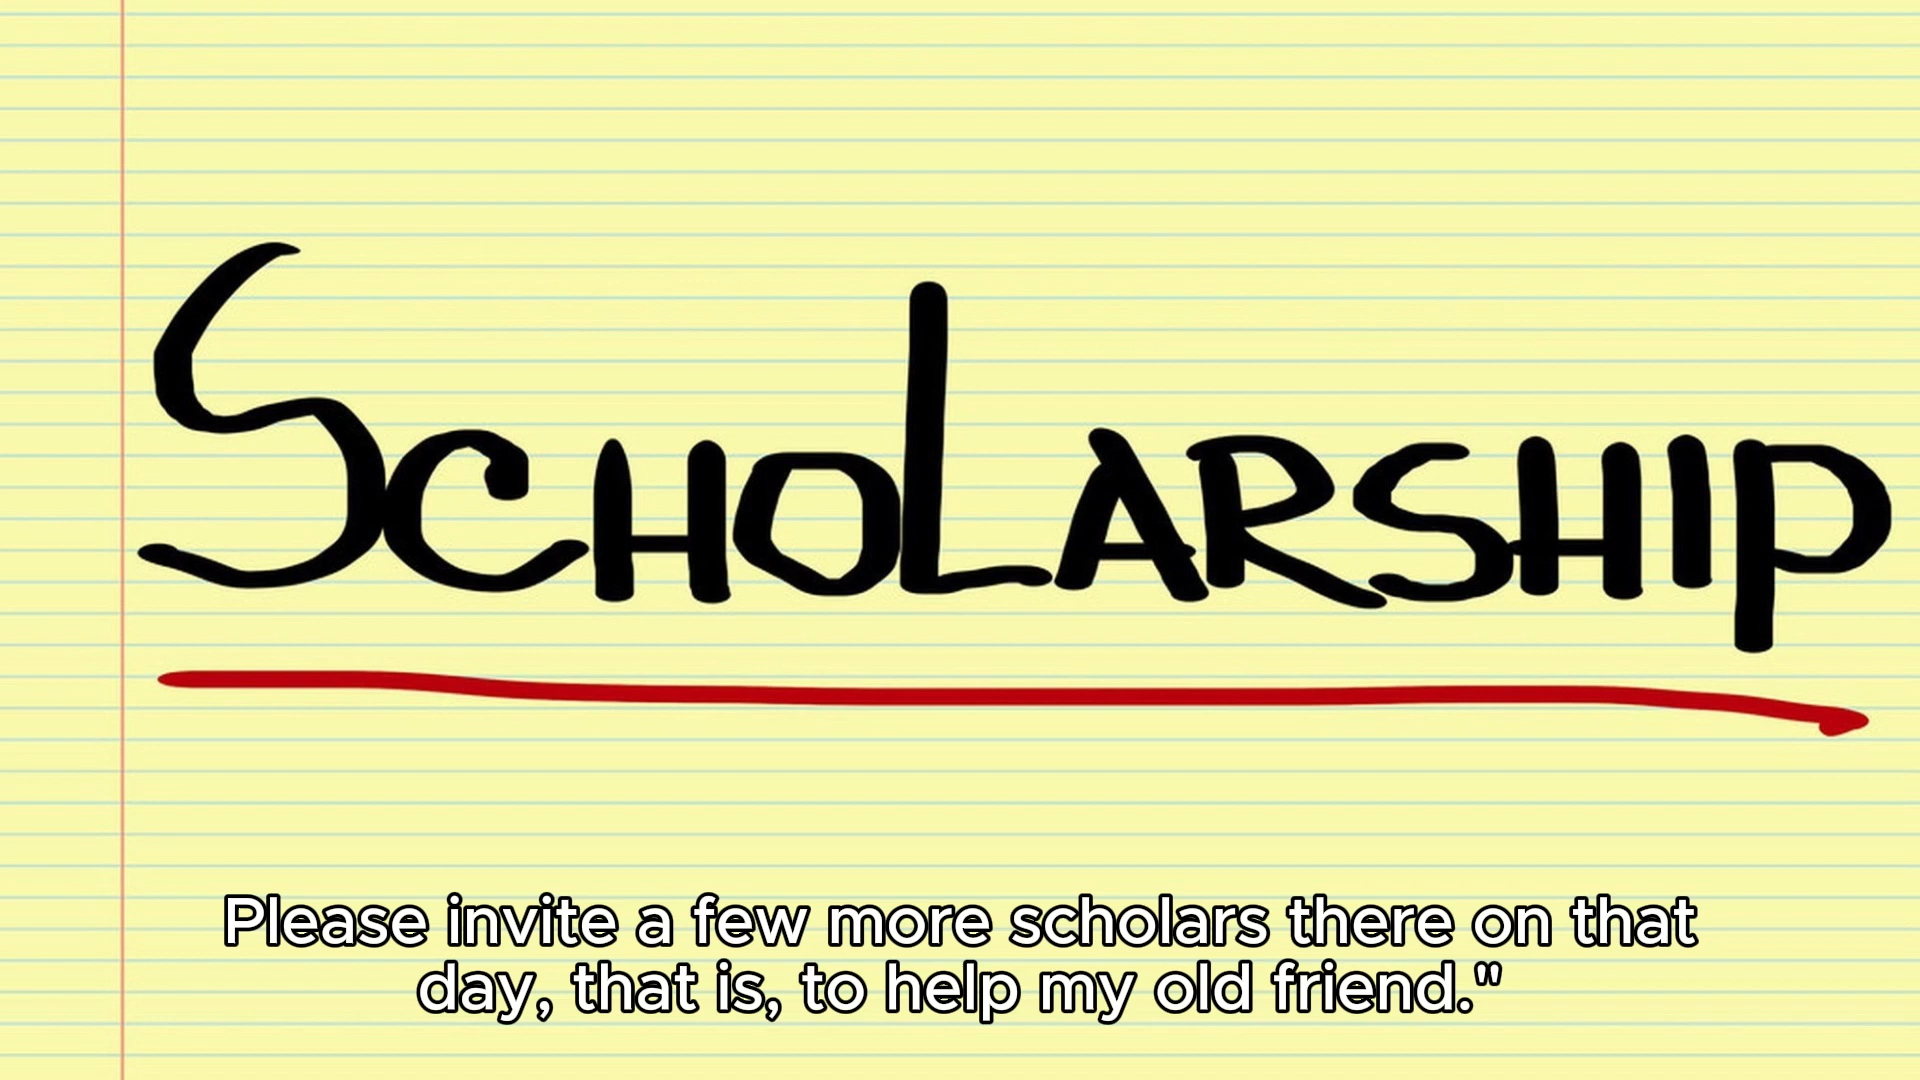 ScHoLARSHIP
Please invite a few more scholars there on that
day, that is, to help my old friend."